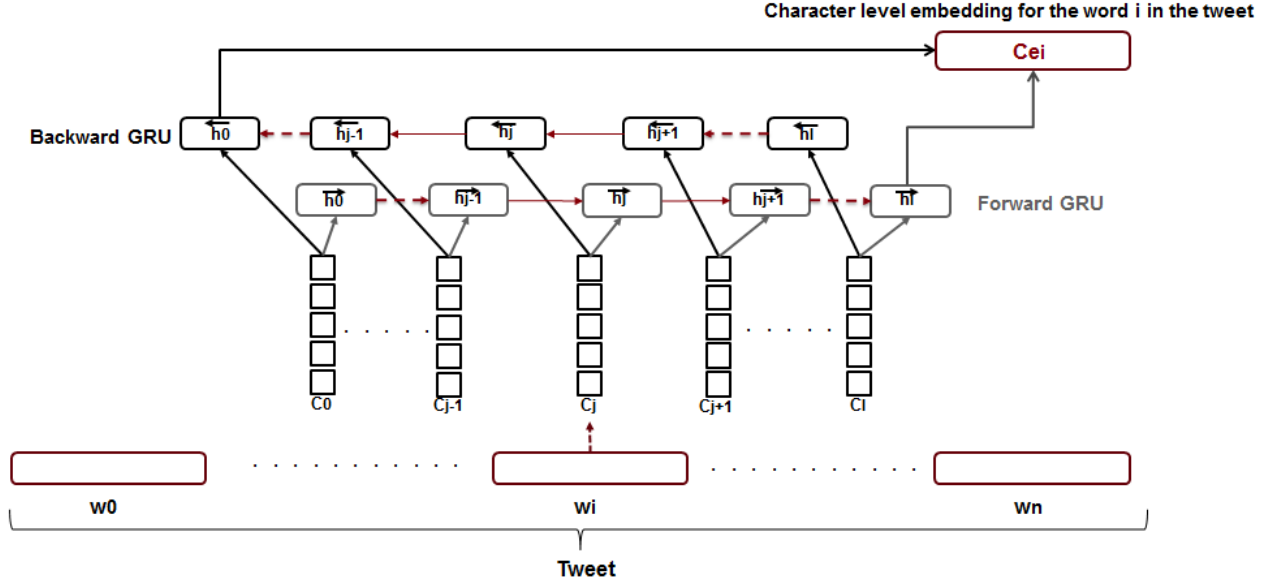 Character level embedding for the word i in the tweet
Cei
Backward GRU
h0
hj-1
hj
hj+1
hl
h0
hj-1
hj
hj+1
hl
Forward GRU
C0
Cj-1
Cj
Cj+1
Cl
w0
wi
wn
Tweet